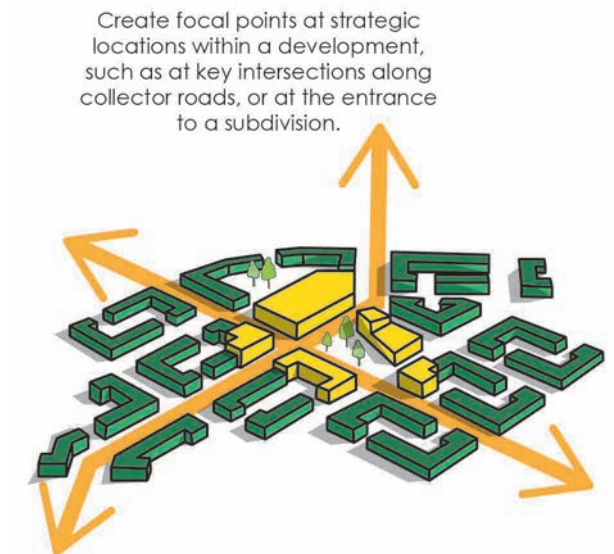 Create focal points at strategic
locations within a development,
such as at key intersections along
collector roads, or at the entrance
to a subdivision.